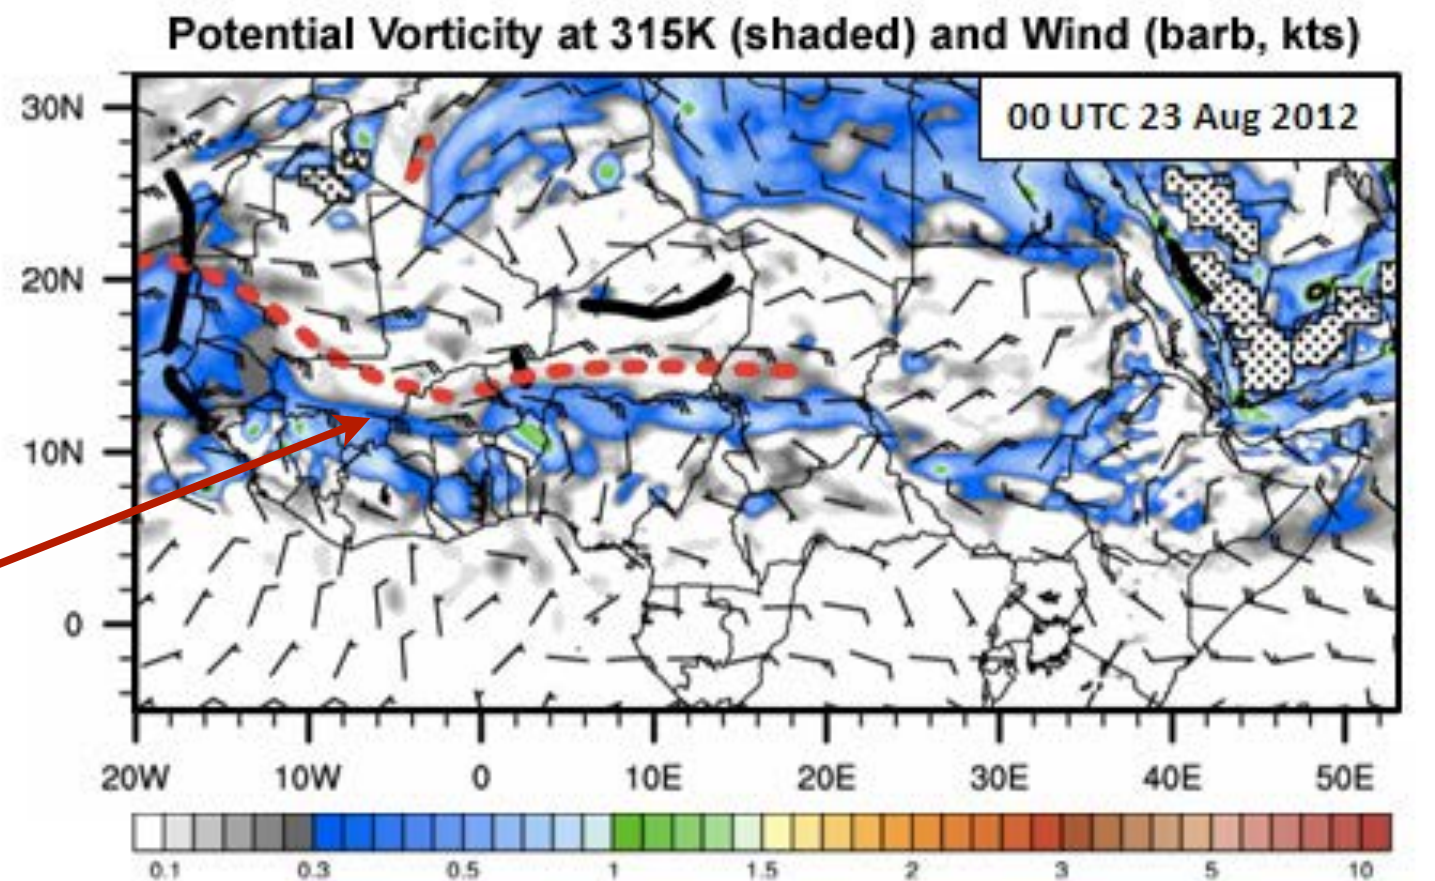 Potential Vorticity at 315K (shaded) and Wind (barb, kts)
00 UTC 23 Aug 2012
30N
20N
10N
0
20W 10W 0 10E 20E 30E 40E 50E
0.1 0.3 0.5 1 1.5 2 3 5 10